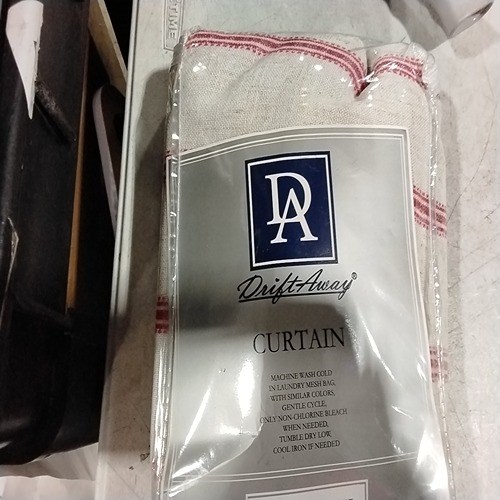 TIME
DA
DriftAway®
CURTAIN
MACHINE WASH COLD
IN LAUNDRY MESH BAG,
WITH SIMILAR COLORS,
GENTLE CYCLE,
ONLY NON-CHLORINE BLEACH
WHEN NEEDED,
TUMBLE DRY LOW,
COOL IRON IF NEEDED